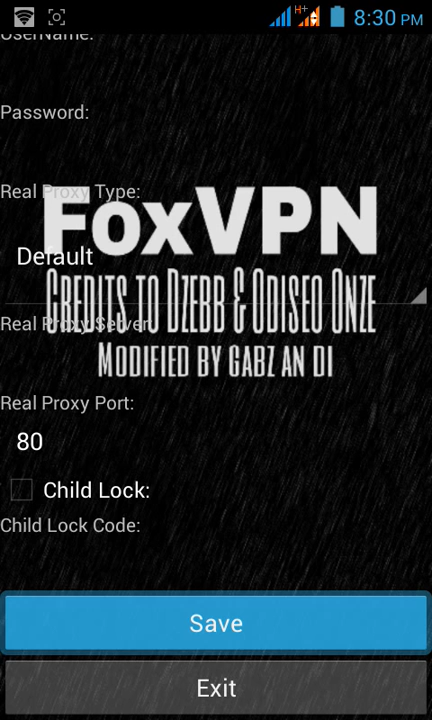 H+
8:30 PM
UserName:
Password:
Real Proxy Type:
FoxVPN
Default
Credits to Dzebb & Odiseo Onze
Real Proxy Server:
Modified by gabz an di
Real Proxy Port:
80
Child Lock:
Child Lock Code:
Save
Exit